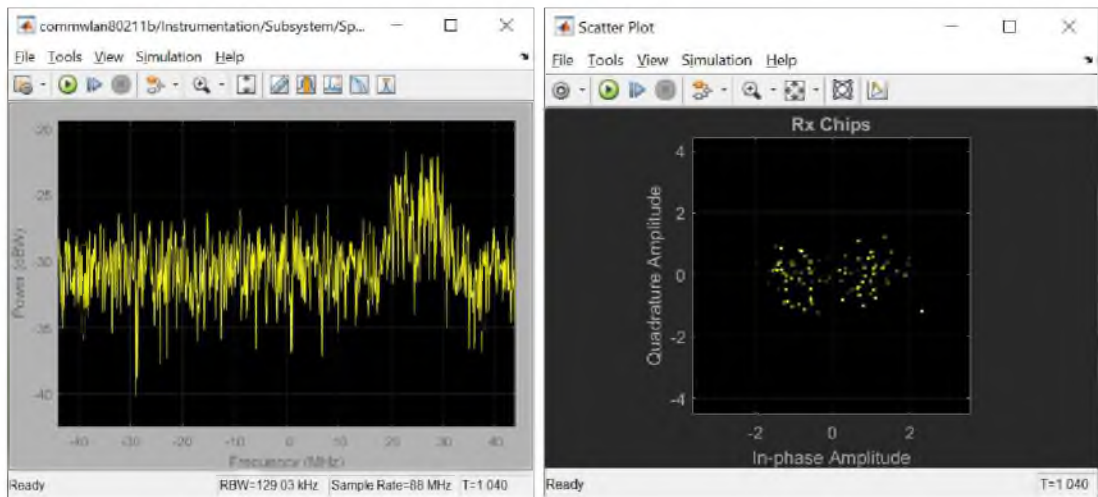 commwlan80211b/Instrumentation/Subsystem/Sp...
File Tools View Simulation Help
-20
-25
-30
-35
-40
Power (dBW)
-40 -30 -20 -10 0 10 20 30 40
Frequency (MHz)
Ready RBW=129.03 kHz Sample Rate=88 MHz T=1.040
Scatter Plot
File Tools View Simulation Help
Rx Chips
4
2
0
-2
-4
Quadrature Amplitude
-2 0 2
In-phase Amplitude
Ready T=1.040